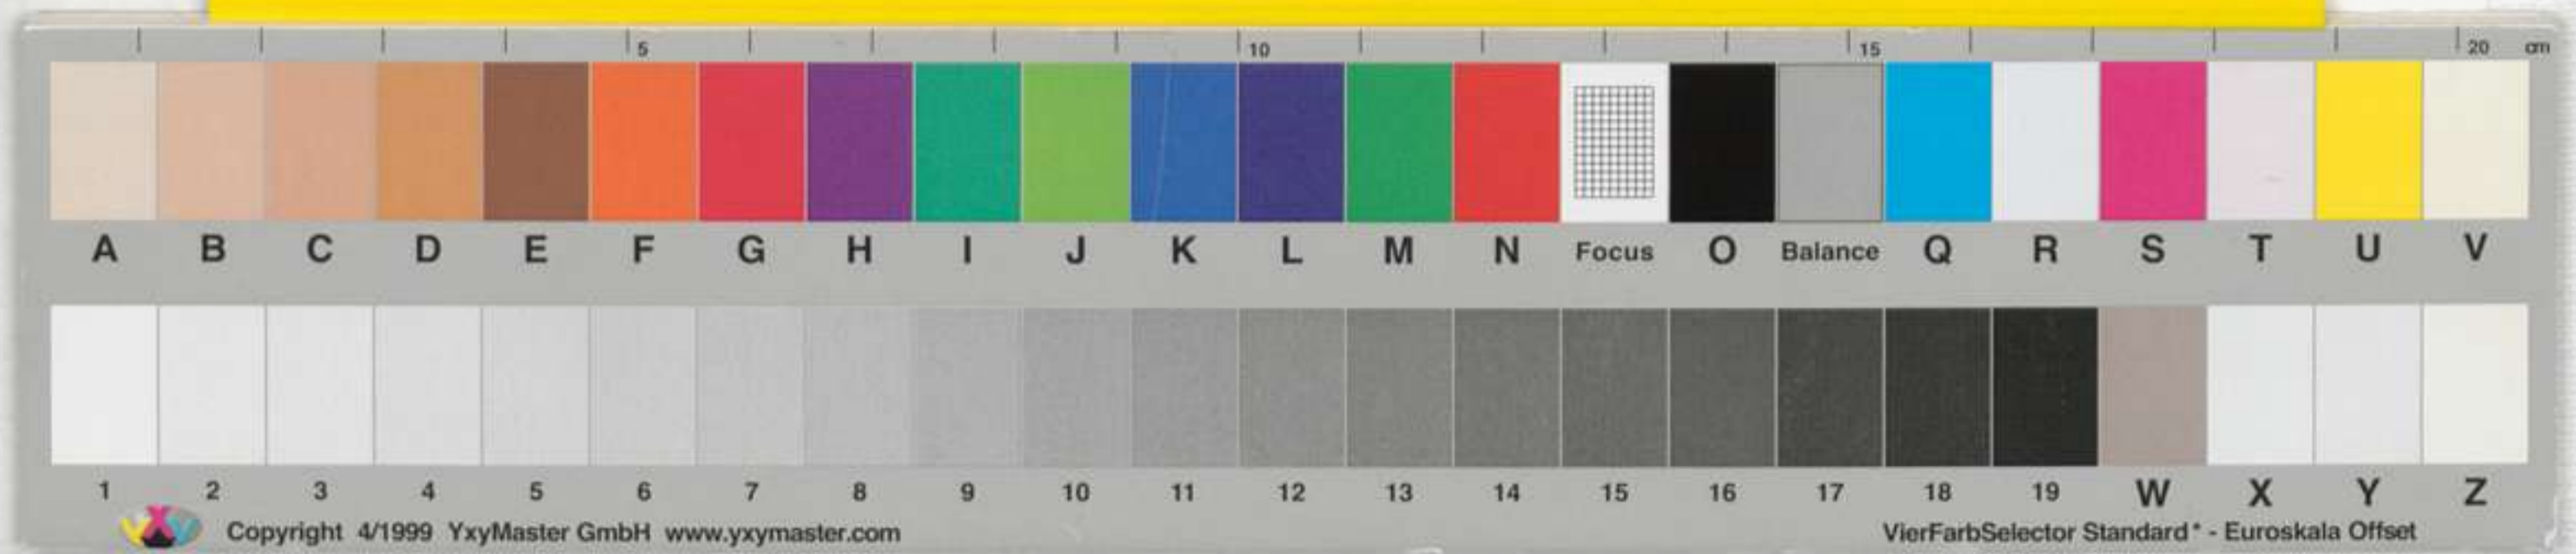 5 10 15 20 cm
A B C D E F G H I J K L M N Focus O Balance Q R S T U V
1 2 3 4 5 6 7 8 9 10 11 12 13 14 15 16 17 18 19 W X Y Z
YXY Copyright 4/1999 YxyMaster GmbH www.yxymaster.com VierFarbSelector Standard* - Euroskala Offset